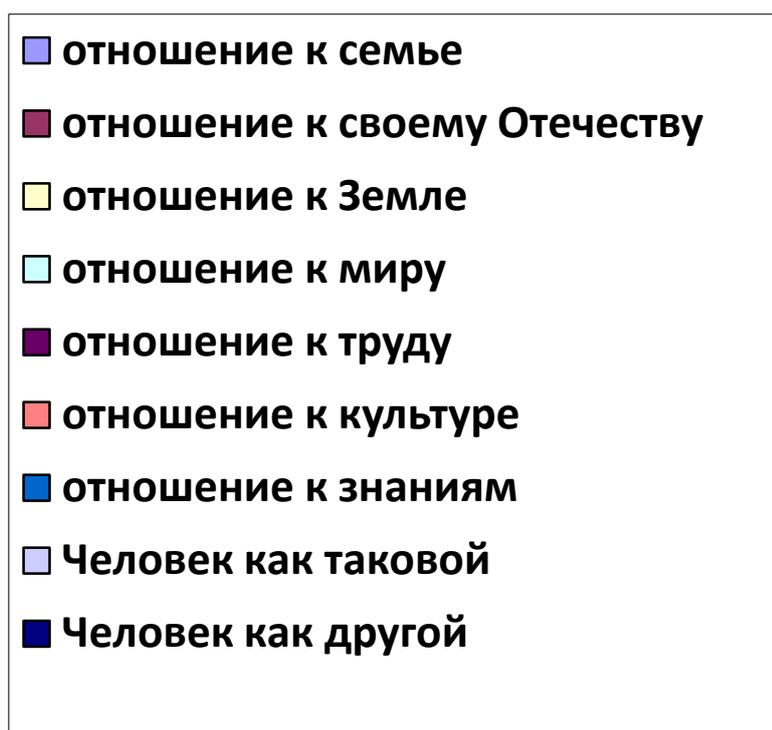 отношение к семье
отношение к своему Отечеству
отношение к Земле
отношение к миру
отношение к труду
отношение к культуре
отношение к знаниям
Человек как таковой
Человек как другой